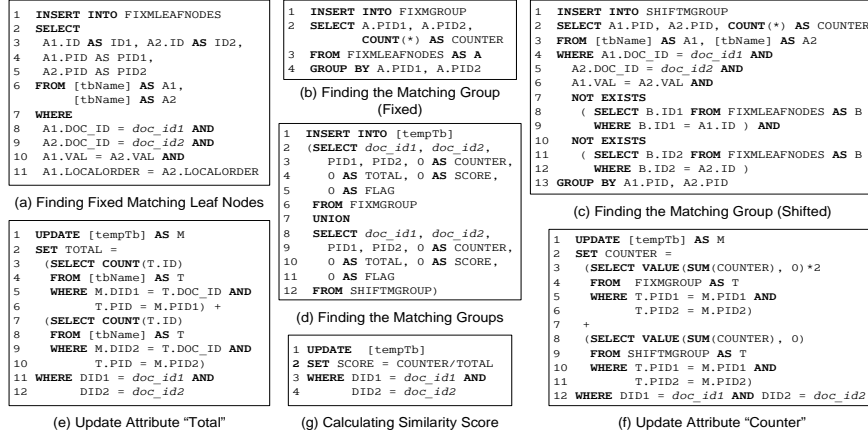 1 INSERT INTO FIXMLEAFNODES
2 SELECT
3 A1.ID AS ID1, A2.ID AS ID2,
4 A1.PID AS PID1,
5 A2.PID AS PID2
6 FROM [tbName] AS A1,
[tbName] AS A2
7 WHERE
8 A1.DOC_ID = doc_id1 AND
9 A2.DOC_ID = doc_id2 AND
10 A1.VAL = A2.VAL AND
11 A1.LOCALORDER = A2.LOCALORDER
(a) Finding Fixed Matching Leaf Nodes
1 INSERT INTO FIXMGROUP
2 SELECT A.PID1, A.PID2,
COUNT(*) AS COUNTER
3 FROM FIXMLEAFNODES AS A
4 GROUP BY A.PID1, A.PID2
(b) Finding the Matching Group
(Fixed)
1 INSERT INTO SHIFTMGROUP
2 SELECT A1.PID, A2.PID, COUNT(*) AS COUNTER
3 FROM [tbName] AS A1, [tbName] AS A2
4 WHERE A1.DOC_ID = doc_id1 AND
5 A2.DOC_ID = doc_id2 AND
6 A1.VAL = A2.VAL AND
7 NOT EXISTS
8 ( SELECT B.ID1 FROM FIXMLEAFNODES AS B
9 WHERE B.ID1 = A1.ID ) AND
10 NOT EXISTS
11 ( SELECT B.ID2 FROM FIXMLEAFNODES AS B
12 WHERE B.ID2 = A2.ID )
13 GROUP BY A1.PID, A2.PID
(c) Finding the Matching Group (Shifted)
1 INSERT INTO [tempTb]
2 (SELECT doc_id1, doc_id2,
3 PID1, PID2, 0 AS COUNTER,
4 0 AS TOTAL, 0 AS SCORE,
5 0 AS FLAG
6 FROM FIXMGROUP
7 UNION
8 SELECT doc_id1, doc_id2,
9 PID1, PID2, 0 AS COUNTER,
10 0 AS TOTAL, 0 AS SCORE,
11 0 AS FLAG
12 FROM SHIFTMGROUP)
(d) Finding the Matching Groups
1 UPDATE [tempTb] AS M
2 SET TOTAL =
3 (SELECT COUNT(T.ID)
4 FROM [tbName] AS T
5 WHERE M.DID1 = T.DOC_ID AND
6 T.PID = M.PID1) +
7 (SELECT COUNT(T.ID)
8 FROM [tbName] AS T
9 WHERE M.DID2 = T.DOC_ID AND
10 T.PID = M.PID2)
11 WHERE DID1 = doc_id1 AND
12 DID2 = doc_id2
(e) Update Attribute “Total”
1 UPDATE [tempTb]
2 SET SCORE = COUNTER/TOTAL
3 WHERE DID1 = doc_id1 AND
4 DID2 = doc_id2
(g) Calculating Similarity Score
1 UPDATE [tempTb] AS M
2 SET COUNTER =
3 (SELECT VALUE(SUM(COUNTER), 0)*2
4 FROM FIXMGROUP AS T
5 WHERE T.PID1 = M.PID1 AND
6 T.PID2 = M.PID2)
7 +
8 (SELECT VALUE(SUM(COUNTER), 0)
9 FROM SHIFTMGROUP AS T
10 WHERE T.PID1 = M.PID1 AND
11 T.PID2 = M.PID2)
12 WHERE DID1 = doc_id1 AND DID2 = doc_id2
(f) Update Attribute “Counter”